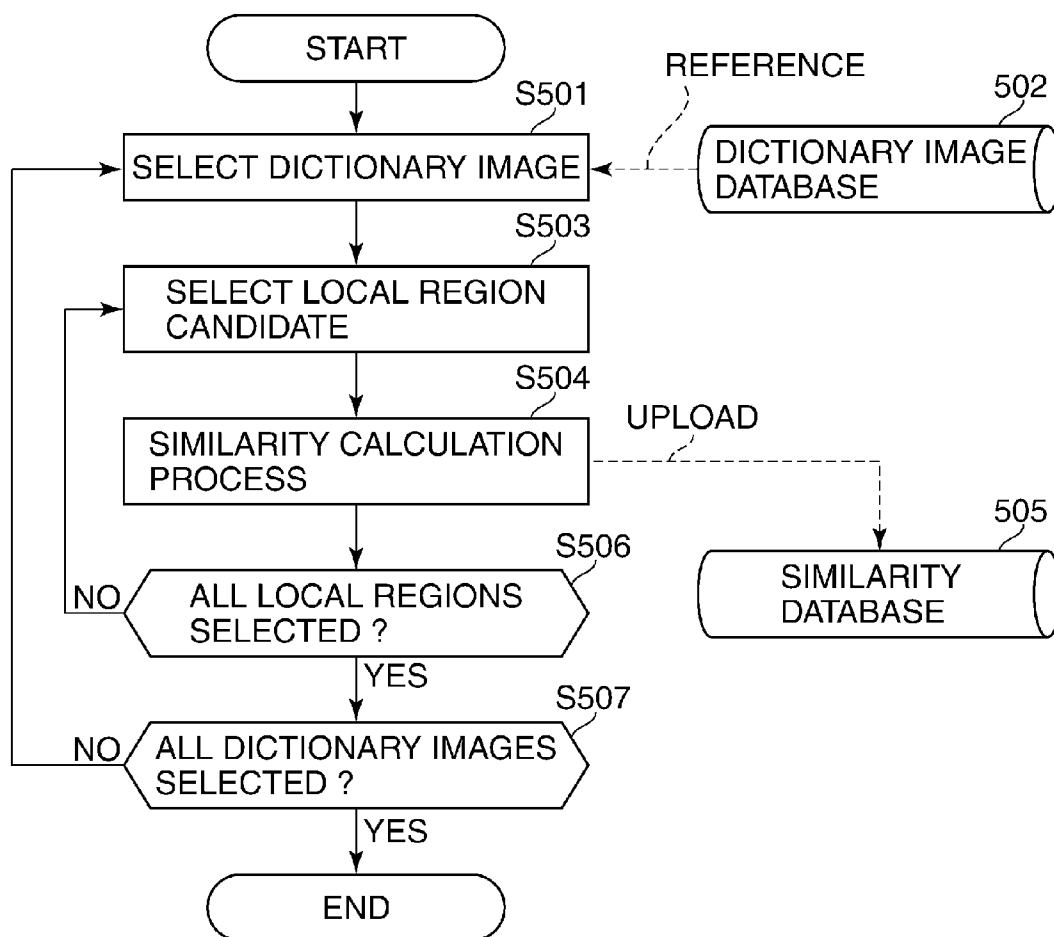 START
REFERENCE
S501
502
SELECT DICTIONARY IMAGE
DICTIONARY IMAGE
DATABASE
S503
SELECT LOCAL REGION
CANDIDATE
S504
UPLOAD
SIMILARITY CALCULATION
PROCESS
505
S506
SIMILARITY
DATABASE
NO
ALL LOCAL REGIONS
SELECTED ?
YES
S507
NO
ALL DICTIONARY IMAGES
SELECTED ?
YES
END